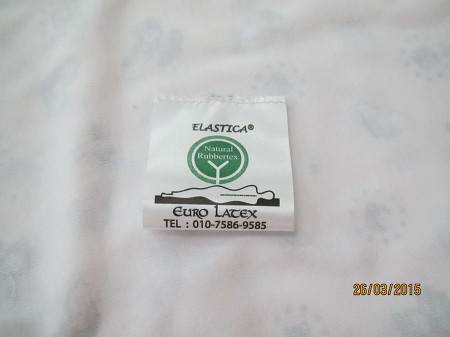 ELASTICA®
Natural
Rubbertex
EURO LATEX
TEL : 010-7586-9585
26/03/2015